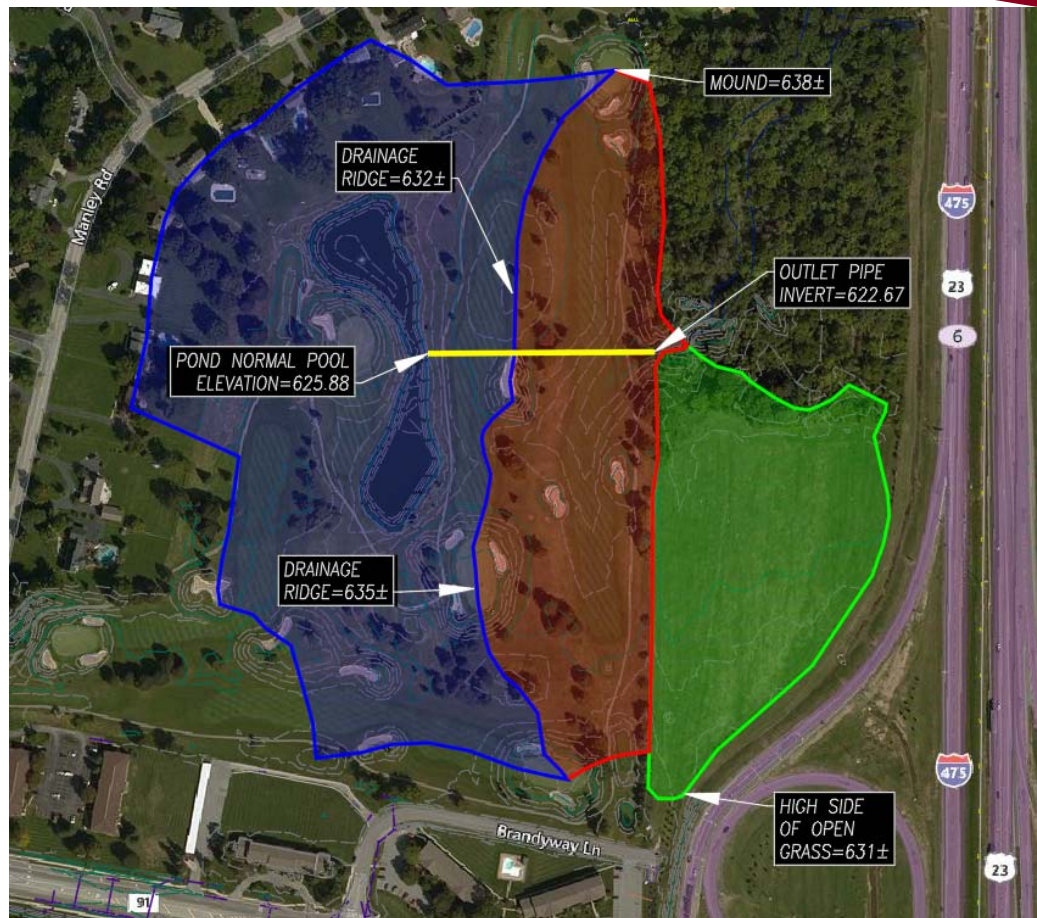 MOUND=638±
DRAINAGE
RIDGE=632±
475
Manley Rd
OUTLET PIPE
INVERT=622.67
23
6
POND NORMAL POOL
ELEVATION=625.88
DRAINAGE
RIDGE=635±
475
HIGH SIDE
OF OPEN
GRASS=631±
Brandyway Ln
23
91